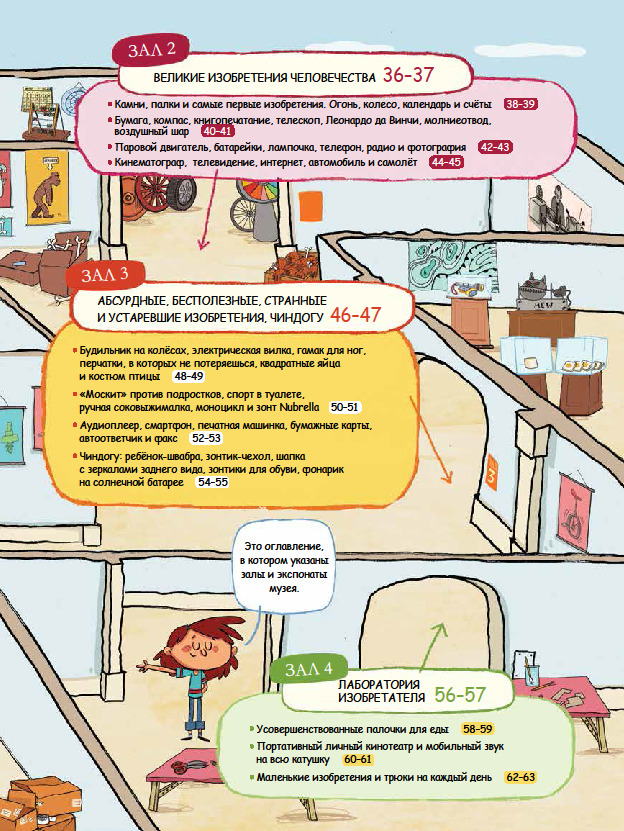 ЗАЛ 2
ВЕЛИКИЕ ИЗОБРЕТЕНИЯ ЧЕЛОВЕЧЕСТВА 36-37
• Камни, палки и самые первые изобретения. Огонь, колесо, календарь и счёты 38-39
• Бумага, компас, книгопечатание, телескоп, Леонардо да Винчи, молниеотвод,
воздушный шар 40-41
• Паровой двигатель, батарейки, лампочка, телефон, радио и фотография 42-43
• Кинематограф, телевидение, интернет, автомобиль и самолёт 44-45
ЗАЛ 3
АБСУРДНЫЕ, БЕСПОЛЕЗНЫЕ, СТРАННЫЕ
И УСТАРЕВШИЕ ИЗОБРЕТЕНИЯ, ЧИНДОГУ 46-47
• Будильник на колёсах, электрическая вилка, гамак для ног,
перчатки, в которых не потеряешься, квадратные яйца
и костюм птицы 48-49
• «Москит» против подростков, спорт в туалете,
ручная соковыжималка, моноцикл и зонт Nubrella 50-51
• Аудиоплеер, смартфон, печатная машинка, бумажные карты,
автоответчик и факс 52-53
• Чиндогу: ребёнок-швабра, зонтик-чехол, шапка
с зеркалами заднего вида, зонтики для обуви, фонарик
на солнечной батарее 54-55
3
Это оглавление,
в котором указаны
залы и экспонаты
музея.
ЗАЛ 4
ЛАБОРАТОРИЯ
ИЗОБРЕТАТЕЛЯ 56-57
• Усовершенствованные палочки для еды 58-59
• Портативный личный кинотеатр и мобильный звук
на всю катушку 60-61
• Маленькие изобретения и трюки на каждый день 62-63